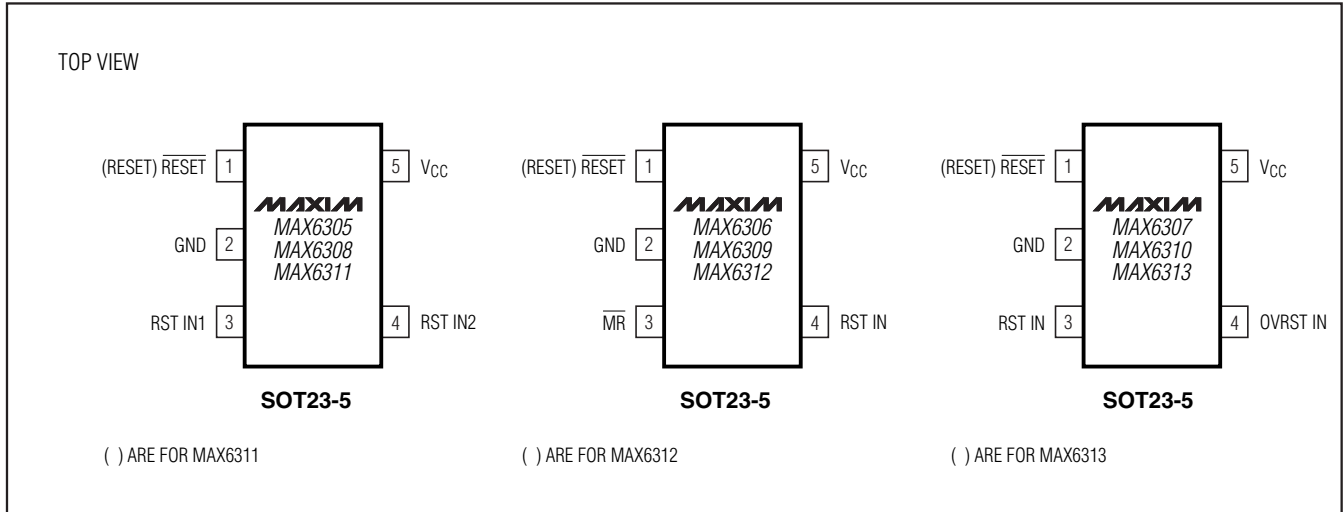 TOP VIEW
(RESET) RESET 1
5 VCC
MAXIM
MAX6305
MAX6308
MAX6311
GND 2
RST IN1 3
4 RST IN2
SOT23-5
( ) ARE FOR MAX6311
(RESET) RESET 1
5 VCC
MAXIM
MAX6306
MAX6309
MAX6312
GND 2
MR 3
4 RST IN
SOT23-5
( ) ARE FOR MAX6312
(RESET) RESET 1
5 VCC
MAXIM
MAX6307
MAX6310
MAX6313
GND 2
RST IN 3
4 OVRST IN
SOT23-5
( ) ARE FOR MAX6313